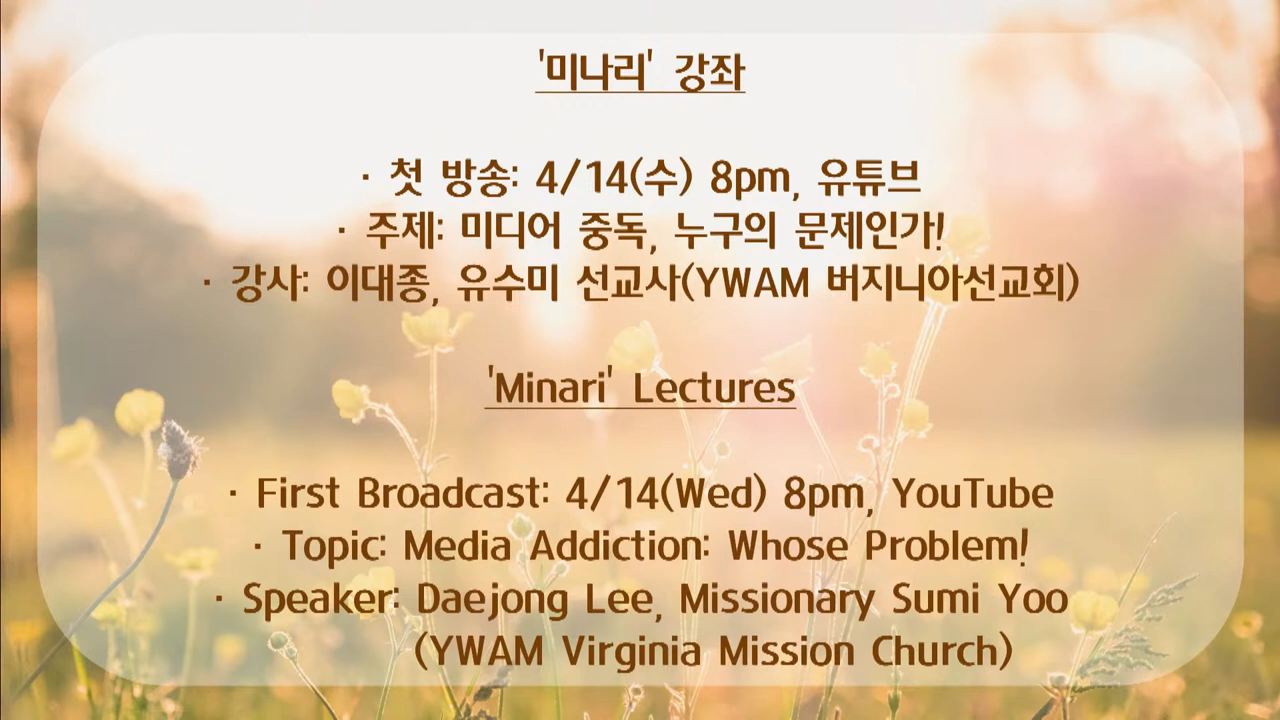 '미나리' 강좌
· 첫 방송: 4/14(수) 8pm, 유튜브
· 주제: 미디어 중독, 누구의 문제인가!
· 강사: 이대종, 유수미 선교사(YWAM 버지니아선교회)
'Minari' Lectures
· First Broadcast: 4/14(Wed) 8pm, YouTube
· Topic: Media Addiction: Whose Problem!
· Speaker: Daejong Lee, Missionary Sumi Yoo
(YWAM Virginia Mission Church)